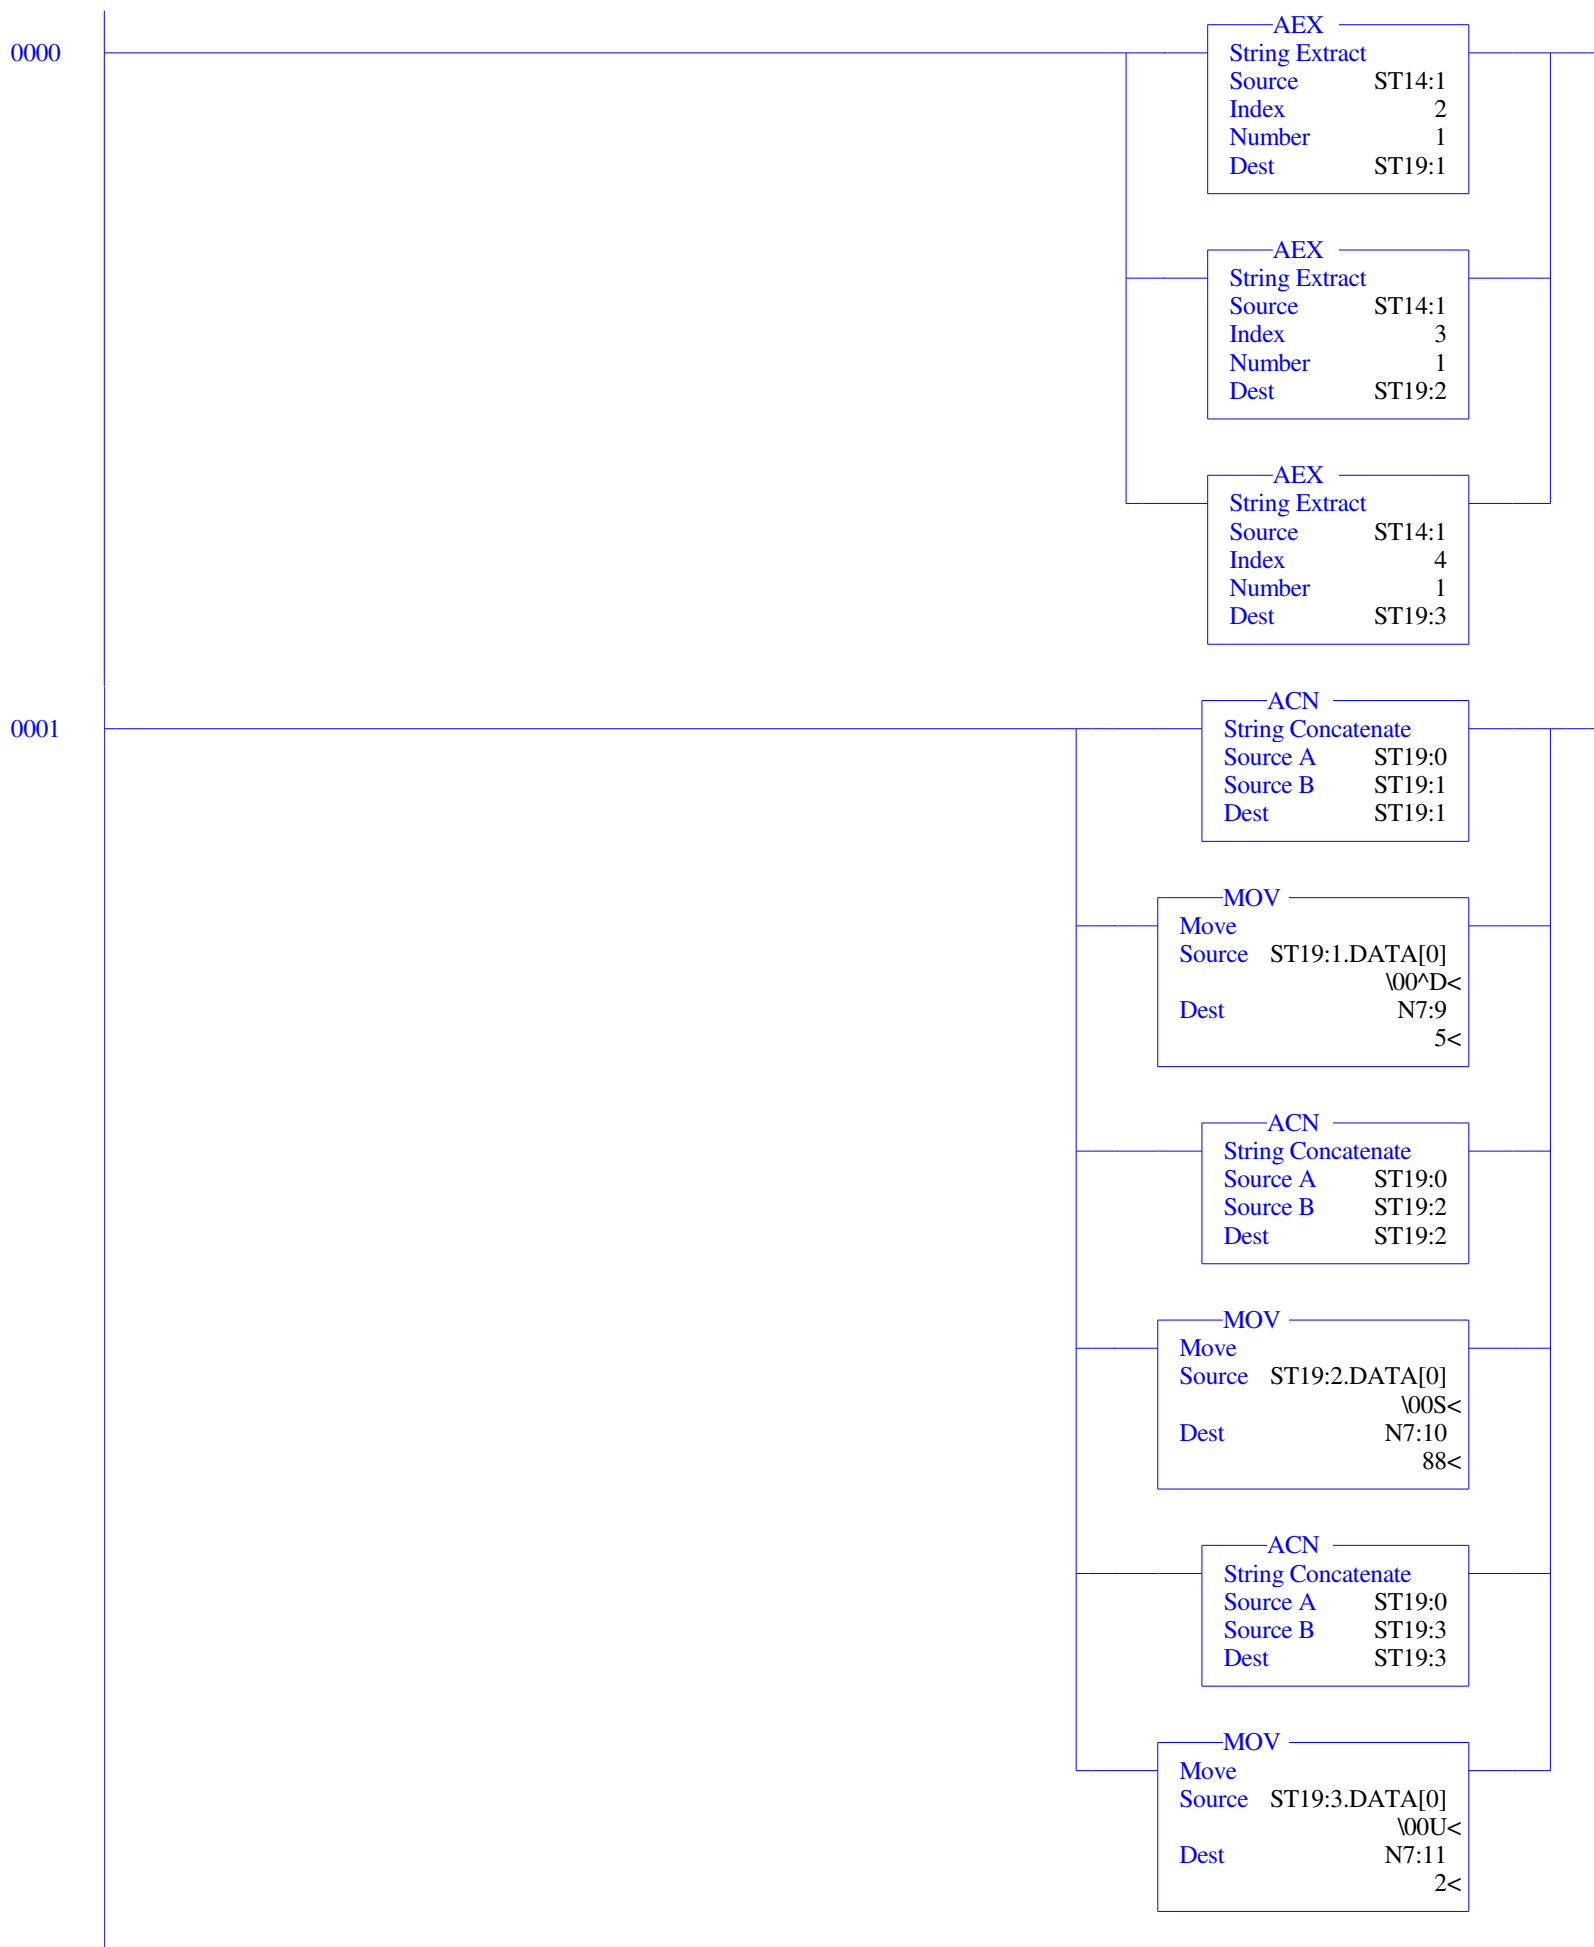 0000
AEX
String Extract
Source ST14:1
Index 2
Number 1
Dest ST19:1
AEX
String Extract
Source ST14:1
Index 3
Number 1
Dest ST19:2
AEX
String Extract
Source ST14:1
Index 4
Number 1
Dest ST19:3
0001
ACN
String Concatenate
Source A ST19:0
Source B ST19:1
Dest ST19:1
MOV
Move
Source ST19:1.DATA[0]
\00^D<
Dest N7:9
5<
ACN
String Concatenate
Source A ST19:0
Source B ST19:2
Dest ST19:2
MOV
Move
Source ST19:2.DATA[0]
\00S<
Dest N7:10
88<
ACN
String Concatenate
Source A ST19:0
Source B ST19:3
Dest ST19:3
MOV
Move
Source ST19:3.DATA[0]
\00U<
Dest N7:11
2<